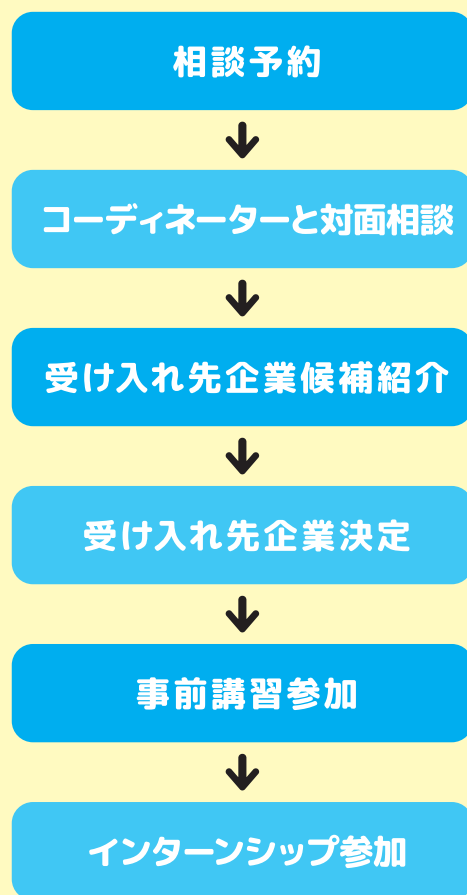 相談予約
コーディネーターと対面相談
受け入れ先企業候補紹介
受け入れ先企業決定
事前講習参加
インターンシップ参加